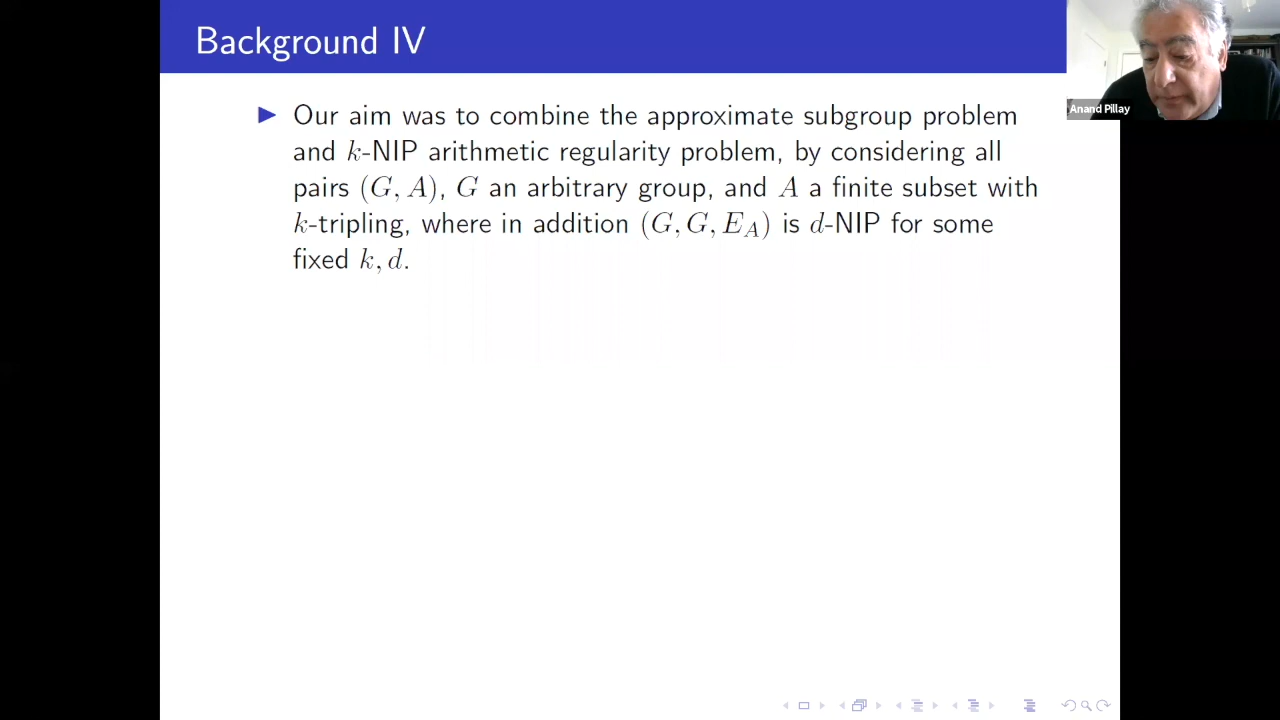 Background IV
Anand Pillay
▶ Our aim was to combine the approximate subgroup problem
and k-NIP arithmetic regularity problem, by considering all
pairs (G, A), G an arbitrary group, and A a finite subset with
k-tripling, where in addition (G, G, E_A) is d-NIP for some
fixed k, d.